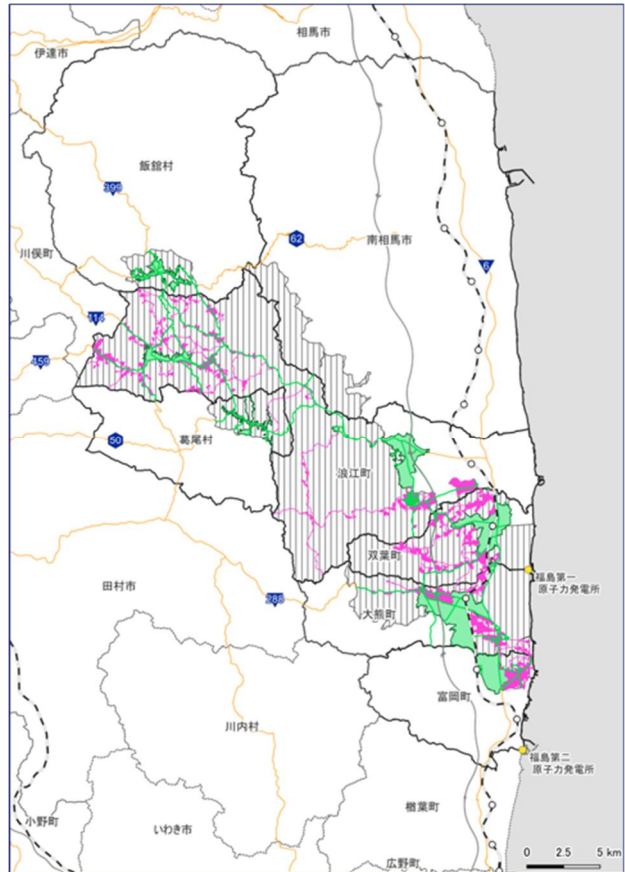 相馬市
伊達市
飯舘村
399
62
南相馬市
川俣町
6
114
459
50
葛尾村
浪江町
双葉町
福島第一
原子力発電所
田村市
288
大熊町
富岡町
川内村
福島第二
原子力発電所
楢葉町
小野町
いわき市
広野町
0 2.5 5 km